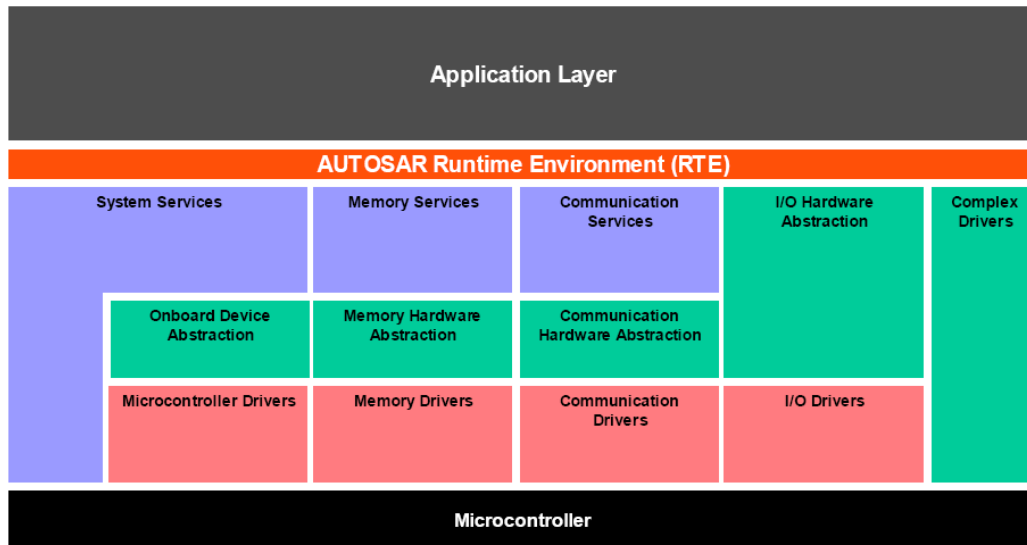 Application Layer
AUTOSAR Runtime Environment (RTE)
System Services
Memory Services
Communication
Services
I/O Hardware
Abstraction
Complex
Drivers
Onboard Device
Abstraction
Memory Hardware
Abstraction
Communication
Hardware Abstraction
Microcontroller Drivers
Memory Drivers
Communication
Drivers
I/O Drivers
Microcontroller